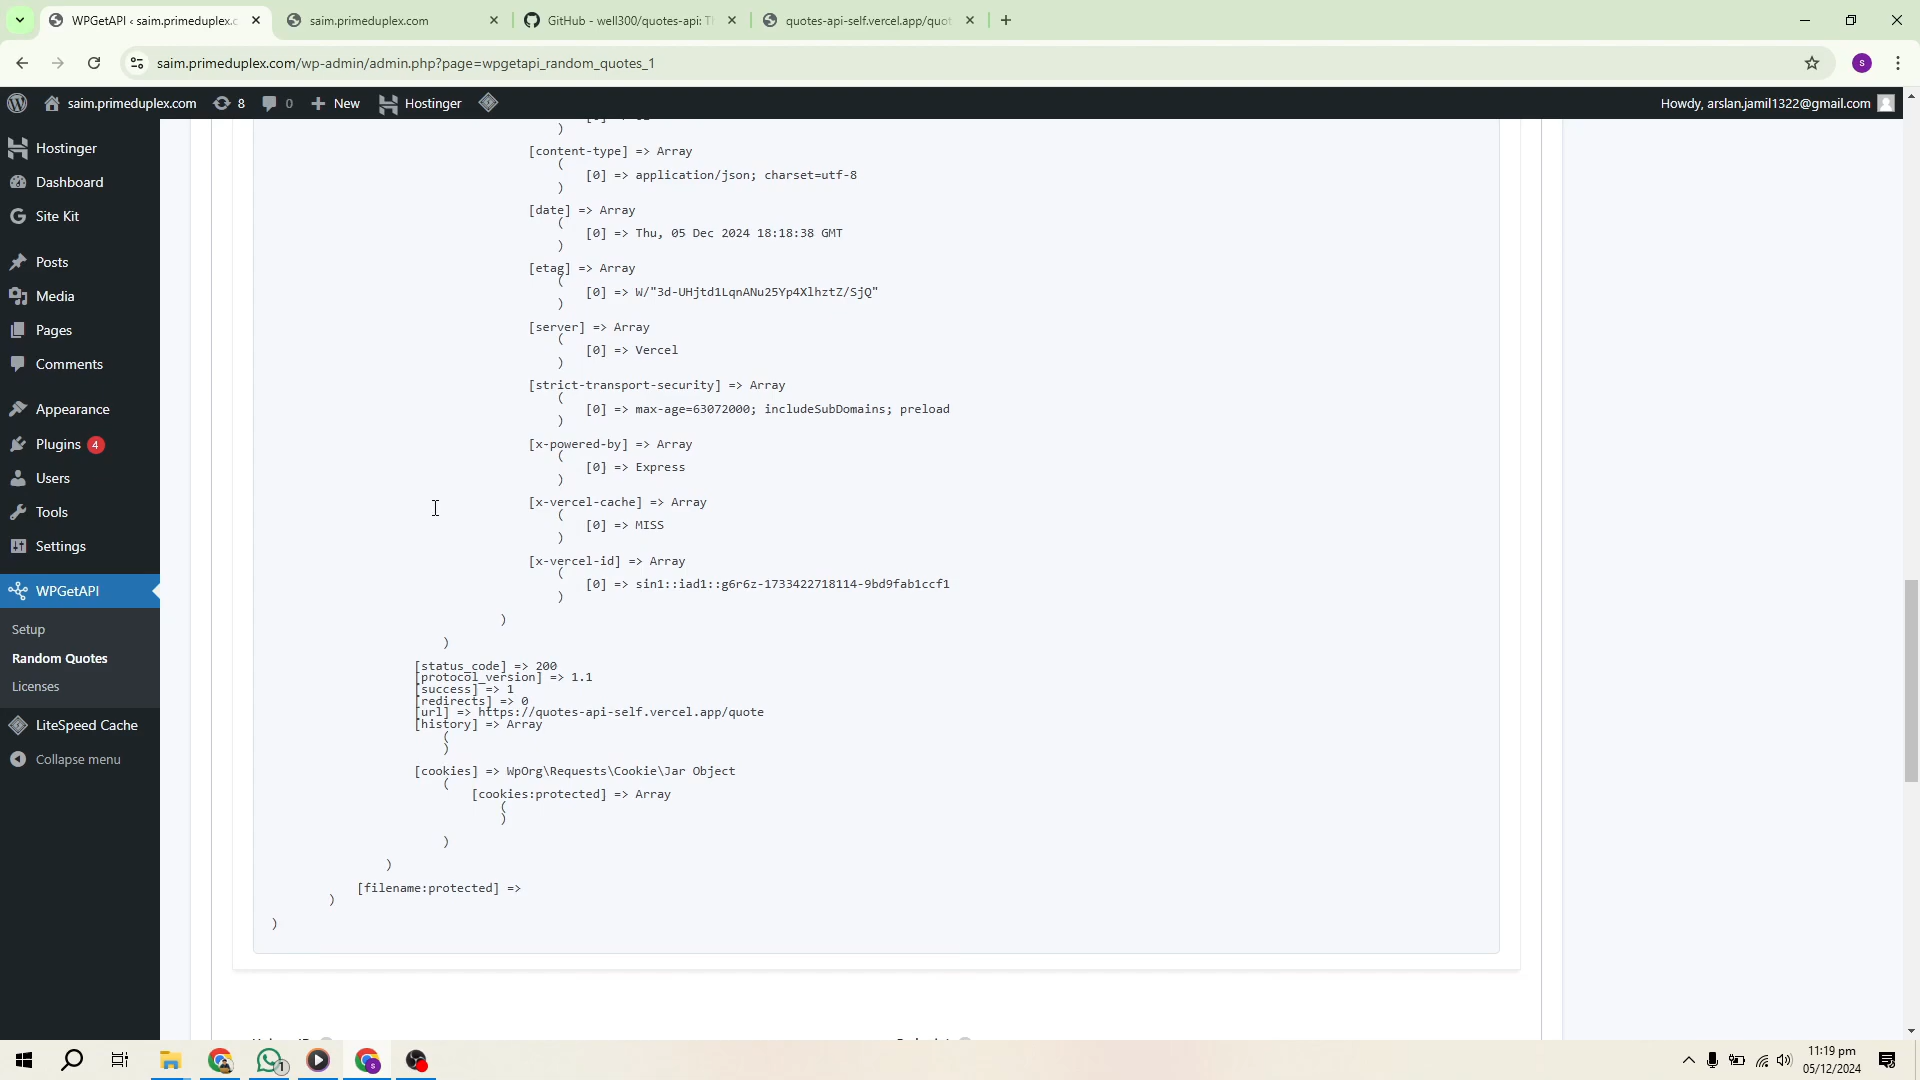 WPGetAPI ‹ saim.primeduplex.c
saim.primeduplex.com
GitHub - well300/quotes-api: T
quotes-api-self.vercel.app/quot
saim.primeduplex.com/wp-admin/admin.php?page=wpgetapi_random_quotes_1
s
saim.primeduplex.com
8
0
New
Hostinger
Howdy, arslan.jamil1322@gmail.com
Hostinger
Dashboard
Site Kit
Posts
Media
Pages
Comments
Appearance
Plugins 4
Users
Tools
Settings
WPGetAPI
Setup
Random Quotes
Licenses
LiteSpeed Cache
Collapse menu
)
[content-type] => Array
(
[0] => application/json; charset=utf-8
)
[date] => Array
(
[0] => Thu, 05 Dec 2024 18:18:38 GMT
)
[etag] => Array
(
[0] => W/"3d-UHjtd1LqnANu25Yp4XlhztZ/SjQ"
)
[server] => Array
(
[0] => Vercel
)
[strict-transport-security] => Array
(
[0] => max-age=63072000; includeSubDomains; preload
)
[x-powered-by] => Array
(
[0] => Express
)
[x-vercel-cache] => Array
(
[0] => MISS
)
[x-vercel-id] => Array
(
[0] => sin1::iad1::g6r6z-1733422718114-9bd9fab1ccf1
)
)
)
[status_code] => 200
[protocol_version] => 1.1
[success] => 1
[redirects] => 0
[url] => https://quotes-api-self.vercel.app/quote
[history] => Array
(
)
[cookies] => WpOrg\Requests\Cookie\Jar Object
(
[cookies:protected] => Array
(
)
)
)
[filename:protected] =>
)
)
1
11:19 pm
05/12/2024